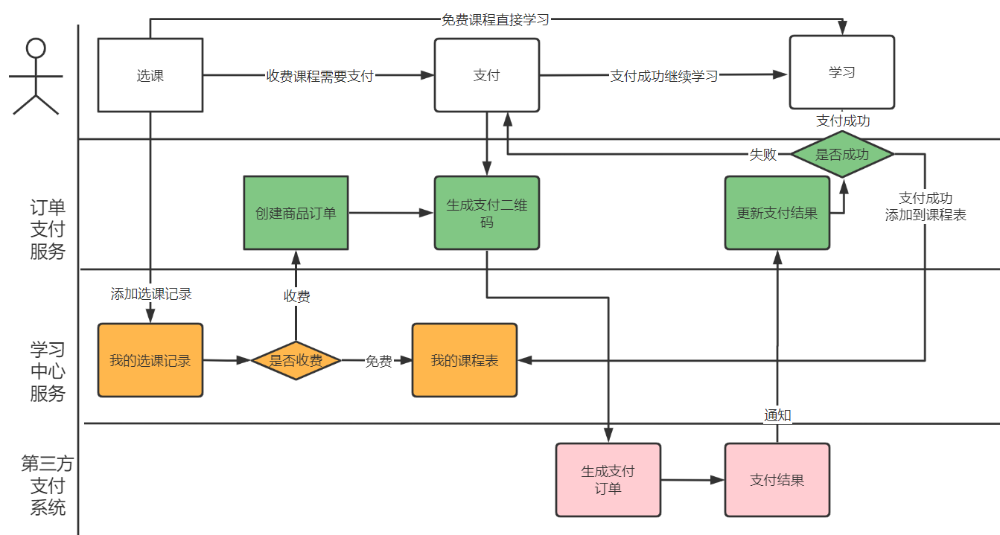 免费课程直接学习
选课
收费课程需要支付
支付
支付成功继续学习
学习
支付成功
失败
是否成功
订单
支付
服务
创建商品订单
生成支付二维
码
更新支付结果
支付成功
添加到课程表
添加选课记录
收费
学习
中心
服务
我的选课记录
是否收费
免费
我的课程表
通知
第三方
支付
系统
生成支付
订单
支付结果